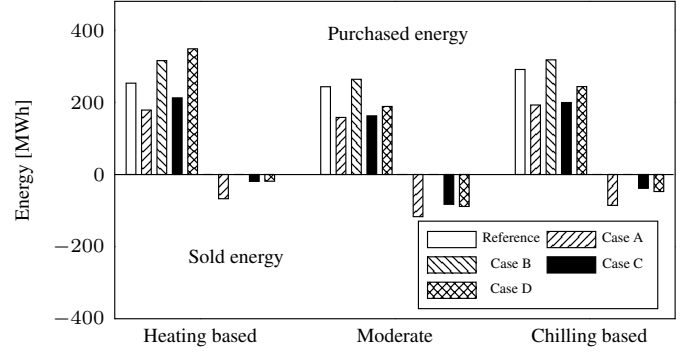 400
Purchased energy
200
Energy [MWh]
0
−200
Sold energy
Reference
Case A
Case B
Case C
Case D
−400
Heating based
Moderate
Chilling based